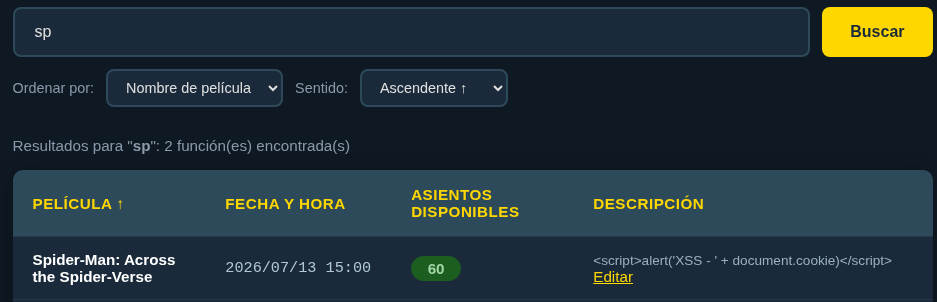 sp
Buscar
Ordenar por: Nombre de película Sentido: Ascendente ↑
Resultados para "sp": 2 función(es) encontrada(s)
PELÍCULA ↑ FECHA Y HORA ASIENTOS DISPONIBLES DESCRIPCIÓN
Spider-Man: Across
the Spider-Verse
2026/07/13 15:00
60
<script>alert('XSS - ' + document.cookie)</script>
Editar